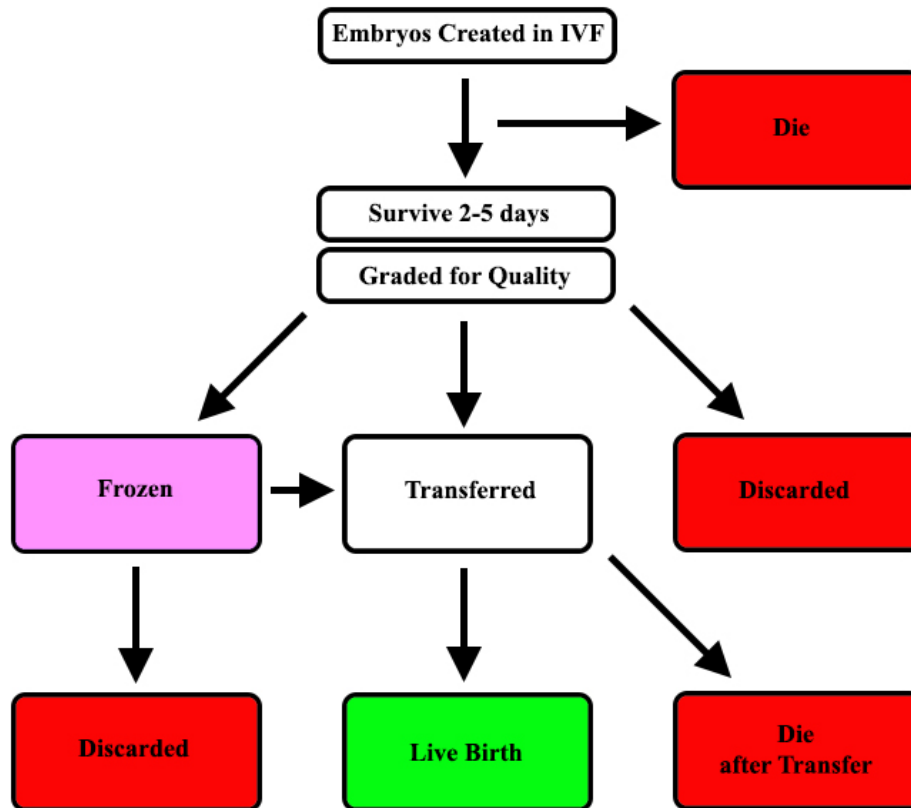 Embryos Created in IVF
Die
Survive 2-5 days
Graded for Quality
Frozen
Transferred
Discarded
Discarded
Live Birth
Die
after Transfer